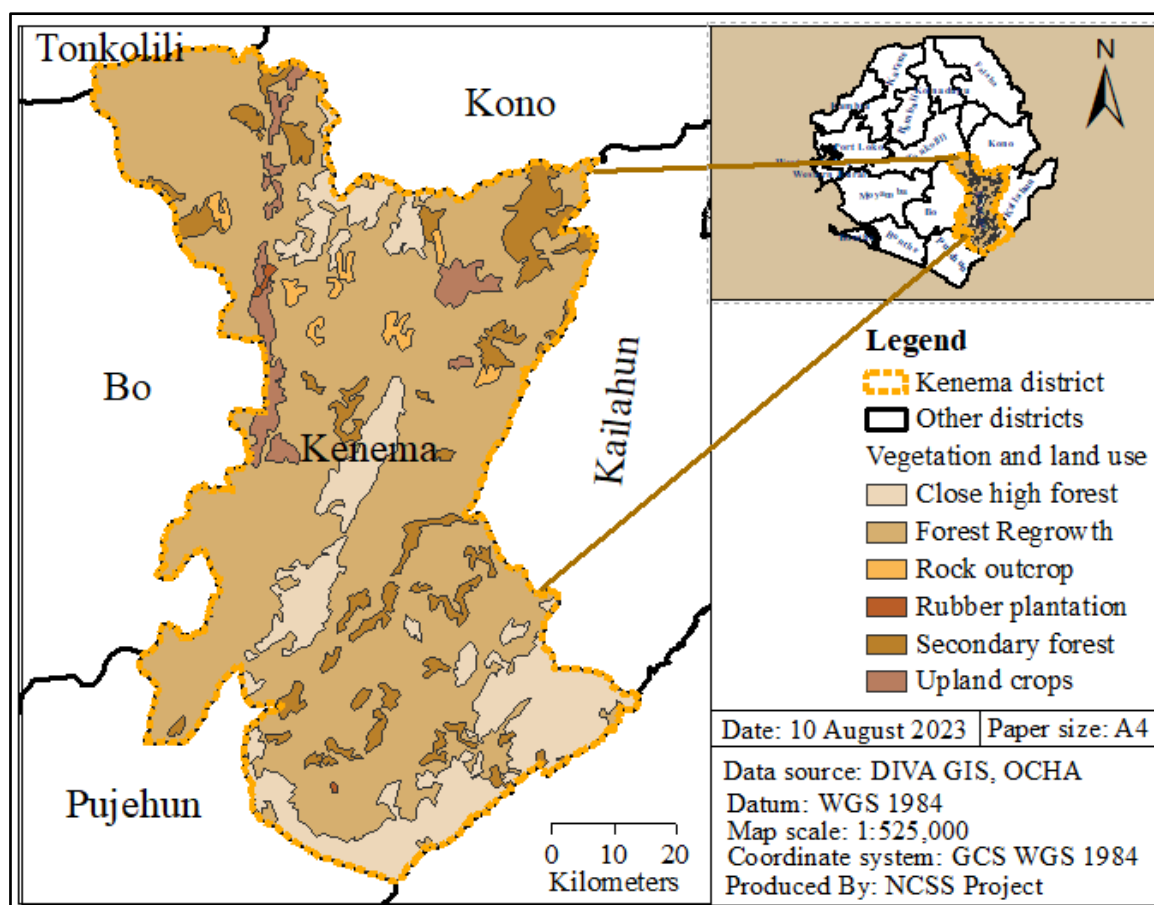 Tonkolili
Kono
Bo
Kenema
Kailahun
Pujehun
N
Kono
Port Loko
Bo
Legend
Kenema district
Other districts
Vegetation and land use
Close high forest
Forest Regrowth
Rock outcrop
Rubber plantation
Secondary forest
Upland crops
Date: 10 August 2023
Paper size: A4
Data source: DIVA GIS, OCHA
Datum: WGS 1984
Map scale: 1:525,000
Coordinate system: GCS WGS 1984
Produced By: NCSS Project
0 10 20
Kilometers